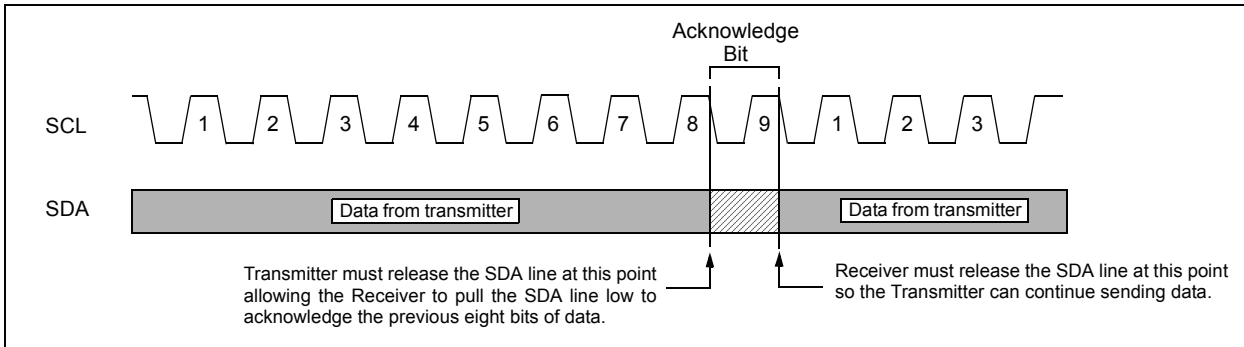 Acknowledge
Bit
SCL
1 2 3 4 5 6 7 8 9 1 2 3
SDA
Data from transmitter
Data from transmitter
Transmitter must release the SDA line at this point
allowing the Receiver to pull the SDA line low to
acknowledge the previous eight bits of data.
Receiver must release the SDA line at this point
so the Transmitter can continue sending data.